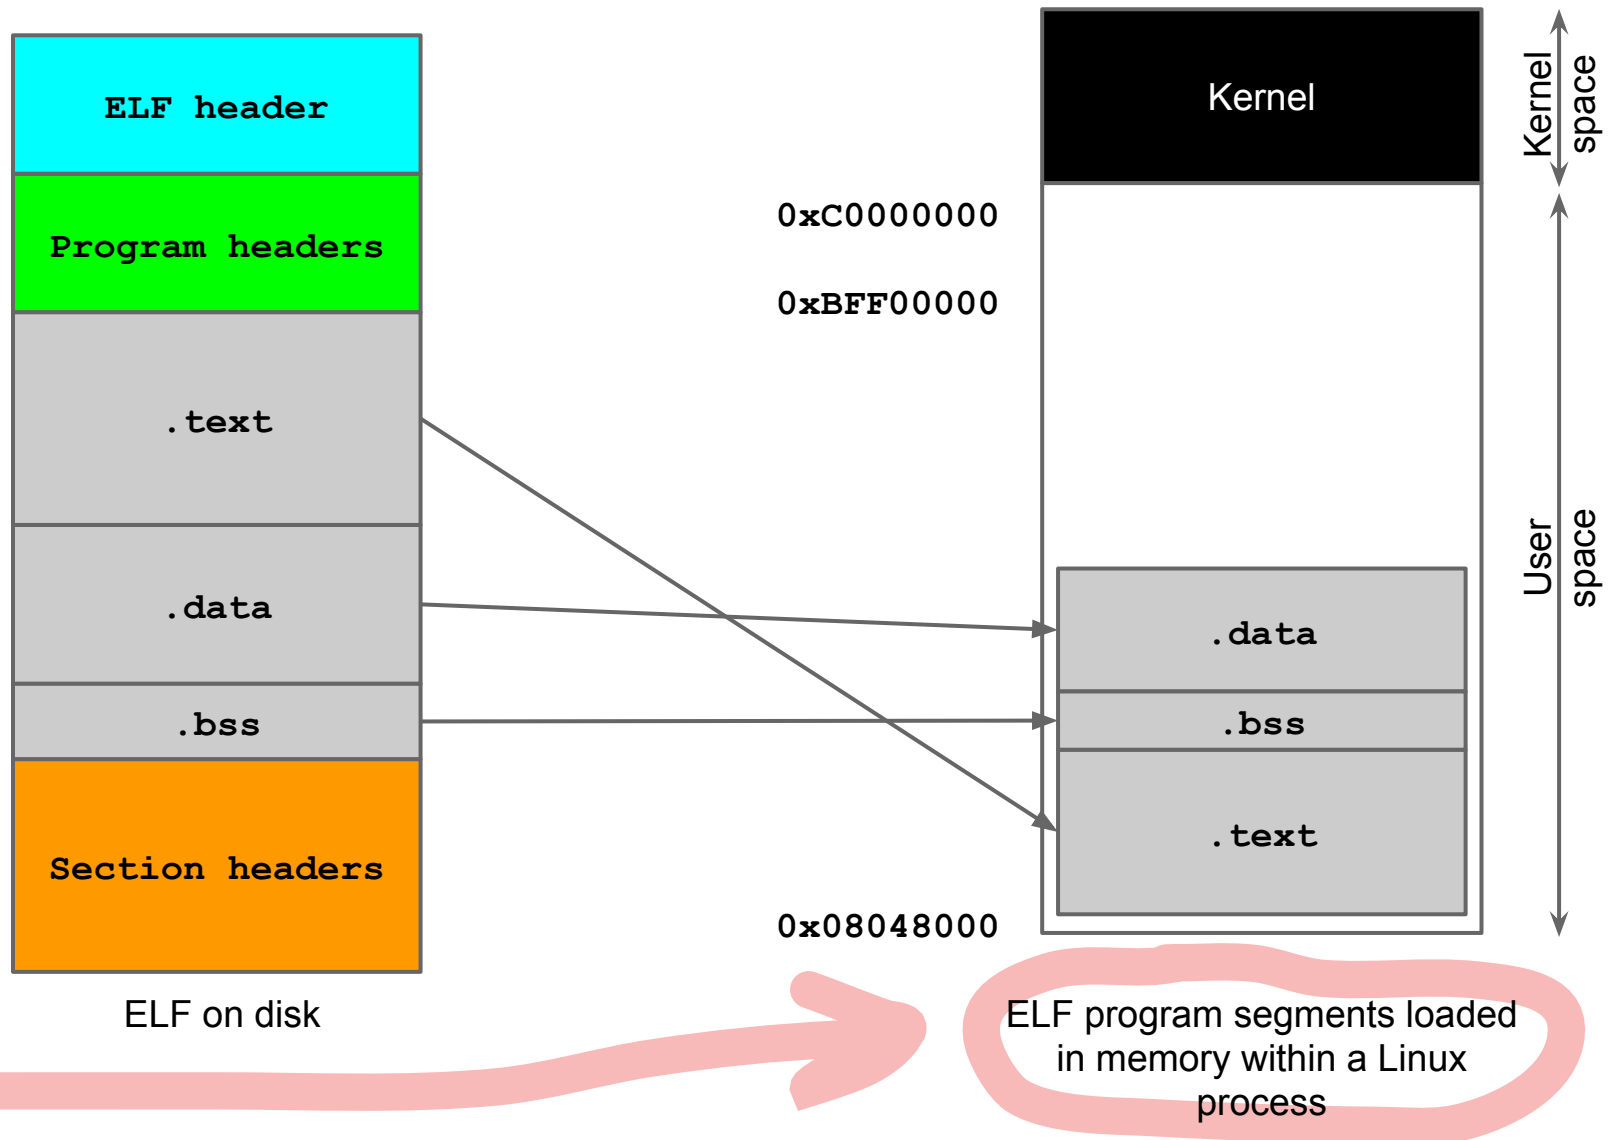 ELF header
Program headers
.text
.data
.bss
Section headers
ELF on disk
0xC0000000
0xBFF00000
0x08048000
Kernel
.data
.bss
.text
ELF program segments loaded
in memory within a Linux
process
Kernel
space
User
space